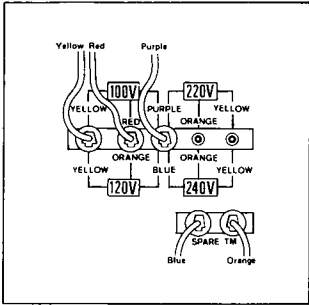 Yellow Red Purple
100V 220V
YELLOW PURPLE YELLOW
RED ORANGE
ORANGE ORANGE
YELLOW BLUE YELLOW
120V 240V
SPARE TM
Blue Orange